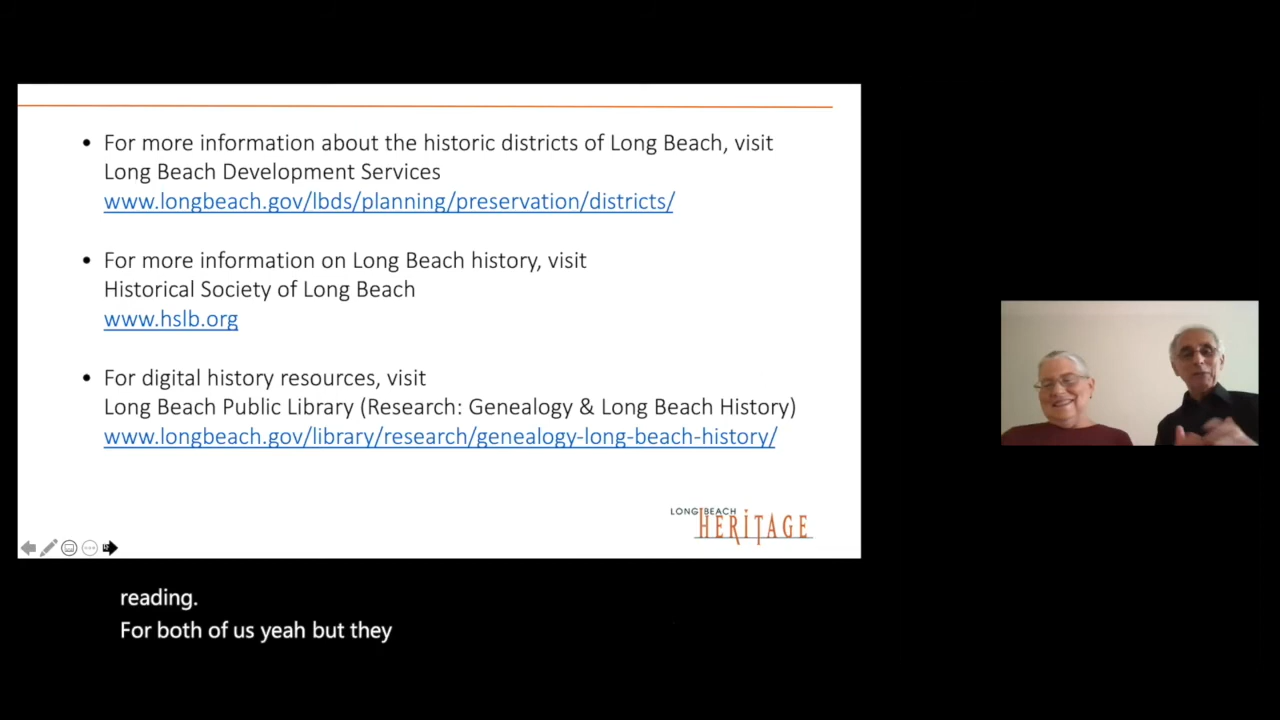 • For more information about the historic districts of Long Beach, visit
Long Beach Development Services
www.longbeach.gov/lbds/planning/preservation/districts/
• For more information on Long Beach history, visit
Historical Society of Long Beach
www.hslb.org
• For digital history resources, visit
Long Beach Public Library (Research: Genealogy & Long Beach History)
www.longbeach.gov/library/research/genealogy-long-beach-history/
LONG BEACH
HERITAGE
reading.
For both of us yeah but they